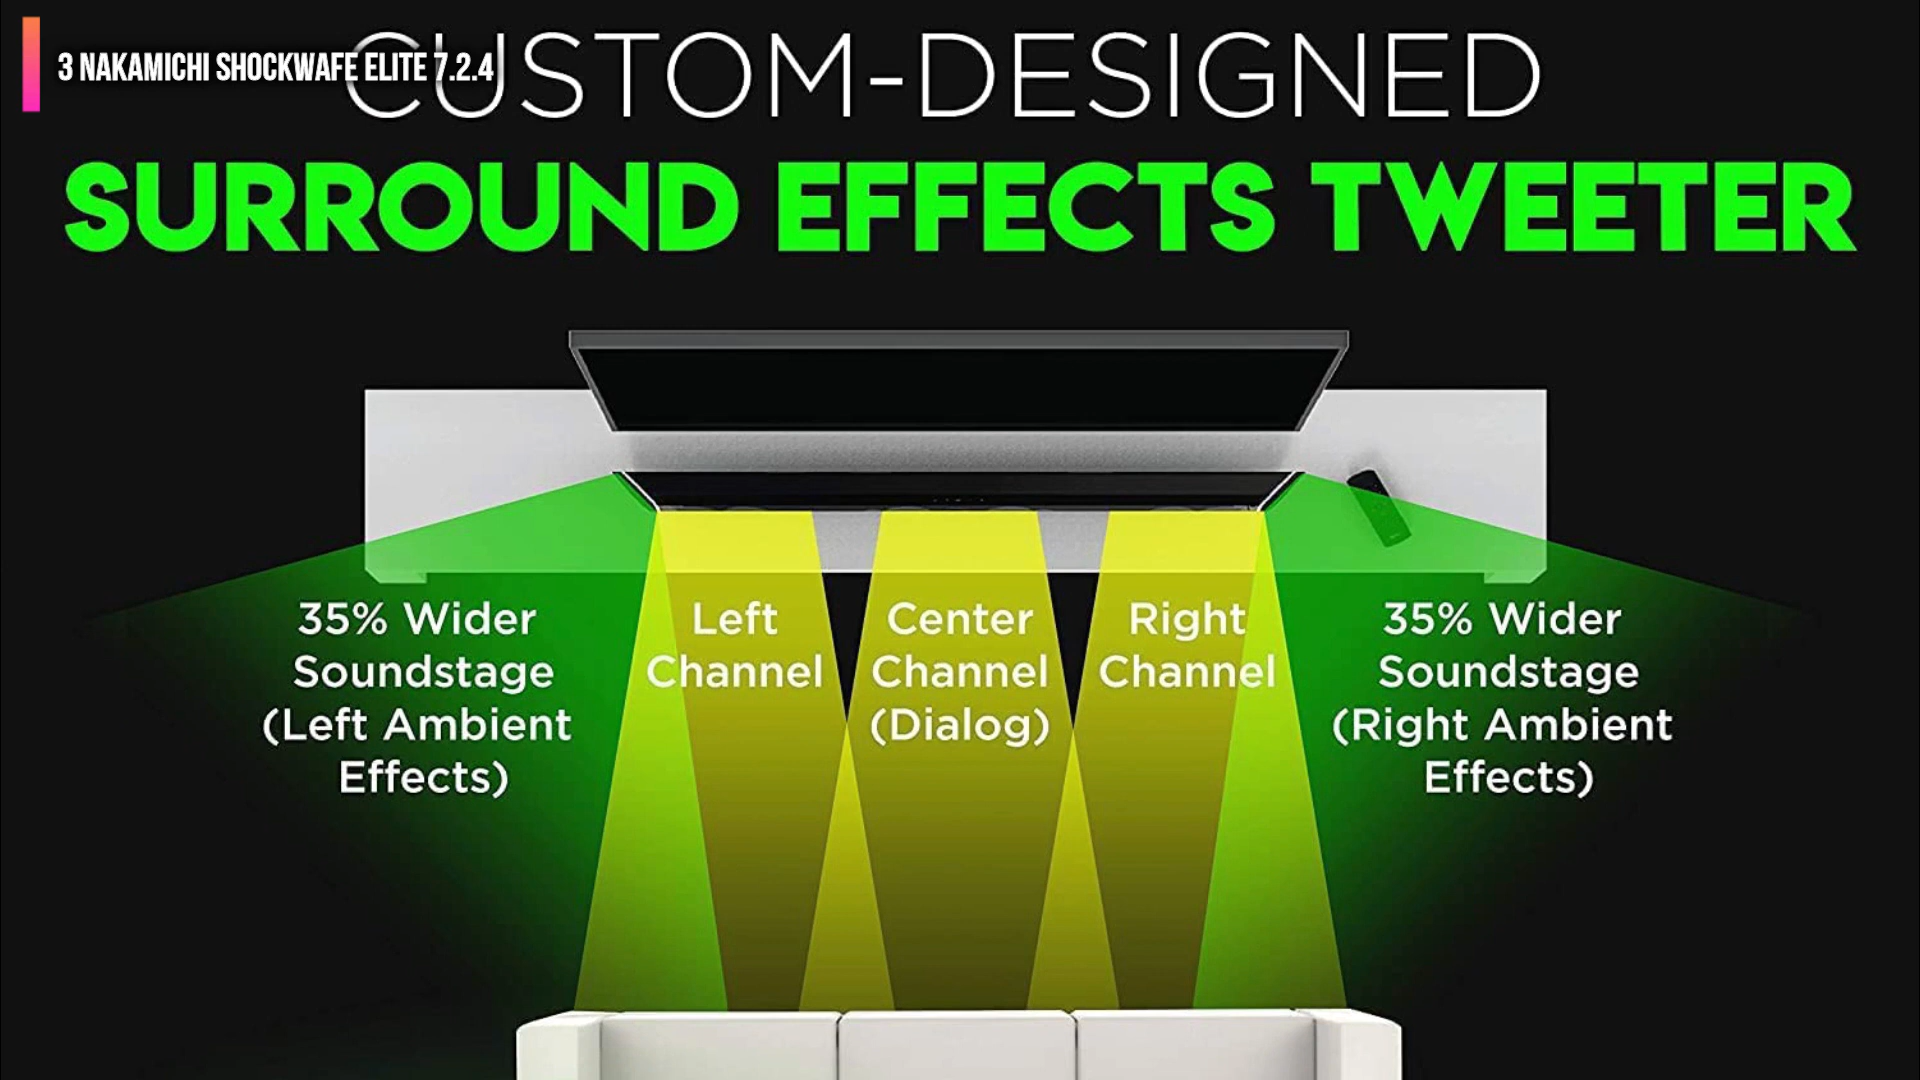 3 NAKAMICHI SHOCKWAFE ELITE 7.2.4
CUSTOM-DESIGNED
SURROUND EFFECTS TWEETER
35% Wider
Soundstage
(Left Ambient
Effects)
Left
Channel
Center
Channel
(Dialog)
Right
Channel
35% Wider
Soundstage
(Right Ambient
Effects)